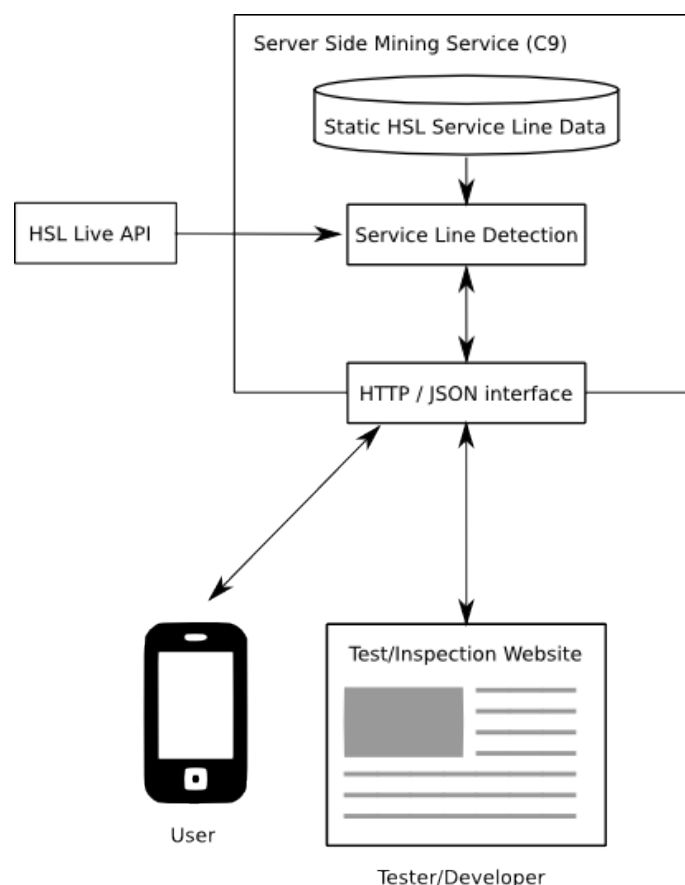 Server Side Mining Service (C9)
Static HSL Service Line Data
HSL Live API
Service Line Detection
HTTP / JSON interface
Test/Inspection Website
User
Tester/Developer